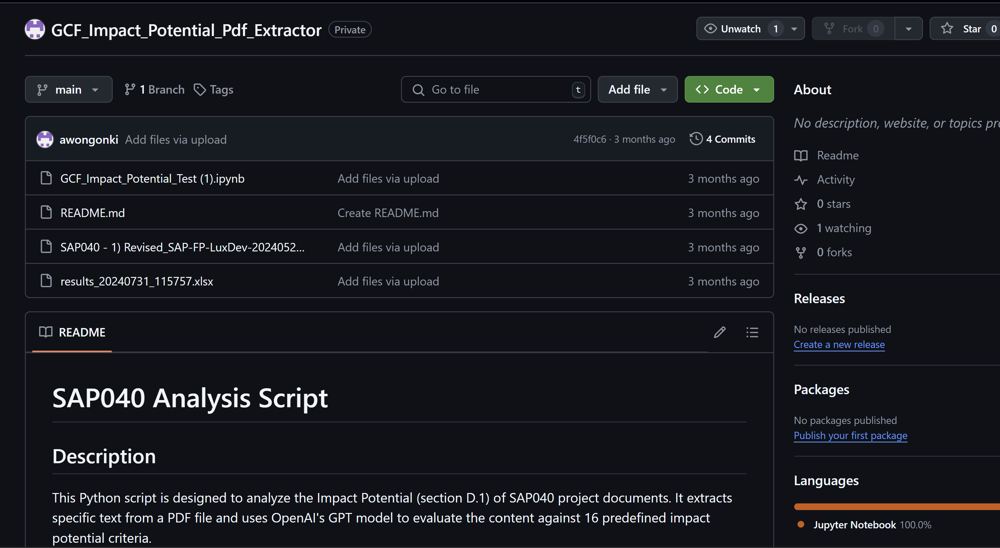 GCF_Impact_Potential_Pdf_Extractor Private
Unwatch 1 Fork 0 Star 0
main 1 Branch Tags Go to file t Add file Code
awongonki Add files via upload 4f5f0c6 · 3 months ago 4 Commits
GCF_Impact_Potential_Test (1).ipynb Add files via upload 3 months ago
README.md Create README.md 3 months ago
SAP040 - 1) Revised_SAP-FP-LuxDev-2024052... Add files via upload 3 months ago
results_20240731_115757.xlsx Add files via upload 3 months ago
README
SAP040 Analysis Script
Description
This Python script is designed to analyze the Impact Potential (section D.1) of SAP040 project documents. It extracts
specific text from a PDF file and uses OpenAI's GPT model to evaluate the content against 16 predefined impact
potential criteria.
About
No description, website, or topics
Readme
Activity
0 stars
1 watching
0 forks
Releases
No releases published
Create a new release
Packages
No packages published
Publish your first package
Languages
Jupyter Notebook 100.0%